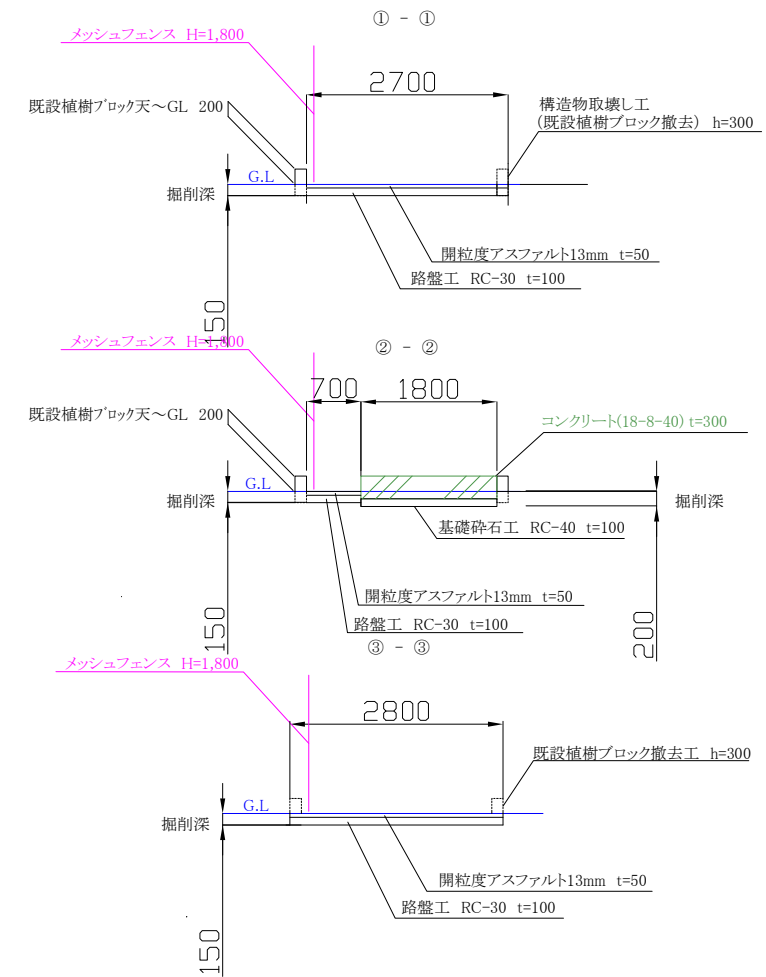 ① - ①
メッシュフェンス H=1,800
2700
既設植樹ブロック天～GL 200
構造物取壊し工
(既設植樹ブロック撤去) h=300
G.L
掘削深
開粒度アスファルト13mm t=50
路盤工 RC-30 t=100
150
メッシュフェンス H=1,800
② - ②
700
1800
既設植樹ブロック天～GL 200
コンクリート(18-8-40) t=300
G.L
掘削深
掘削深
基礎砕石工 RC-40 t=100
開粒度アスファルト13mm t=50
150
路盤工 RC-30 t=100
200
③ - ③
メッシュフェンス H=1,800
2800
既設植樹ブロック撤去工 h=300
G.L
掘削深
開粒度アスファルト13mm t=50
路盤工 RC-30 t=100
150